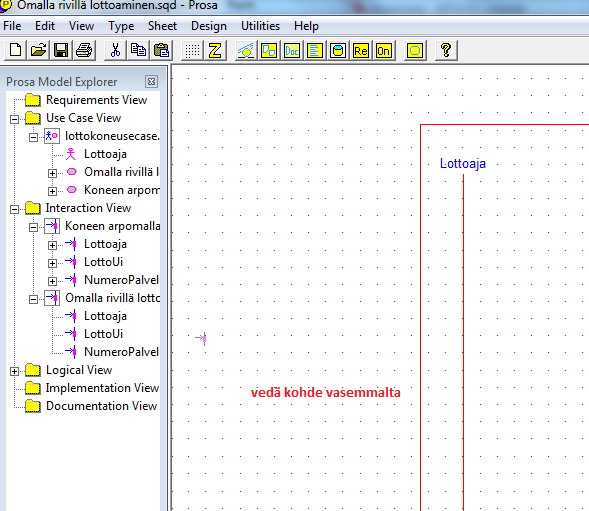 Omalla rivillä lottoaminen.sqd - Prosa
File Edit View Type Sheet Design Utilities Help
Z Doc Re On ?
Prosa Model Explorer
Requirements View
Use Case View
lottokoneusecase.
Lottoaja
Omalla rivillä l
Koneen arpom
Interaction View
Koneen arpomalla
Lottoaja
LottoUi
NumeroPalvel
Omalla rivillä lotto
Lottoaja
LottoUi
NumeroPalvel
Logical View
Implementation View
Documentation View
Lottoaja
vedä kohde vasemmalta